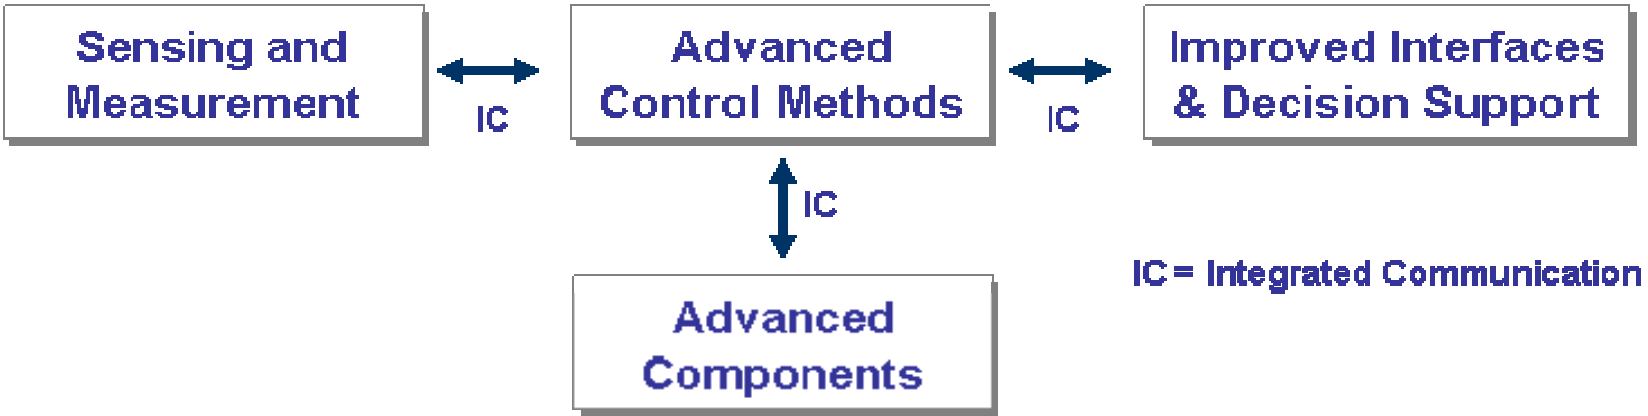 Sensing and
Measurement
IC
Advanced
Control Methods
IC
Improved Interfaces
& Decision Support
IC
IC = Integrated Communication
Advanced
Components